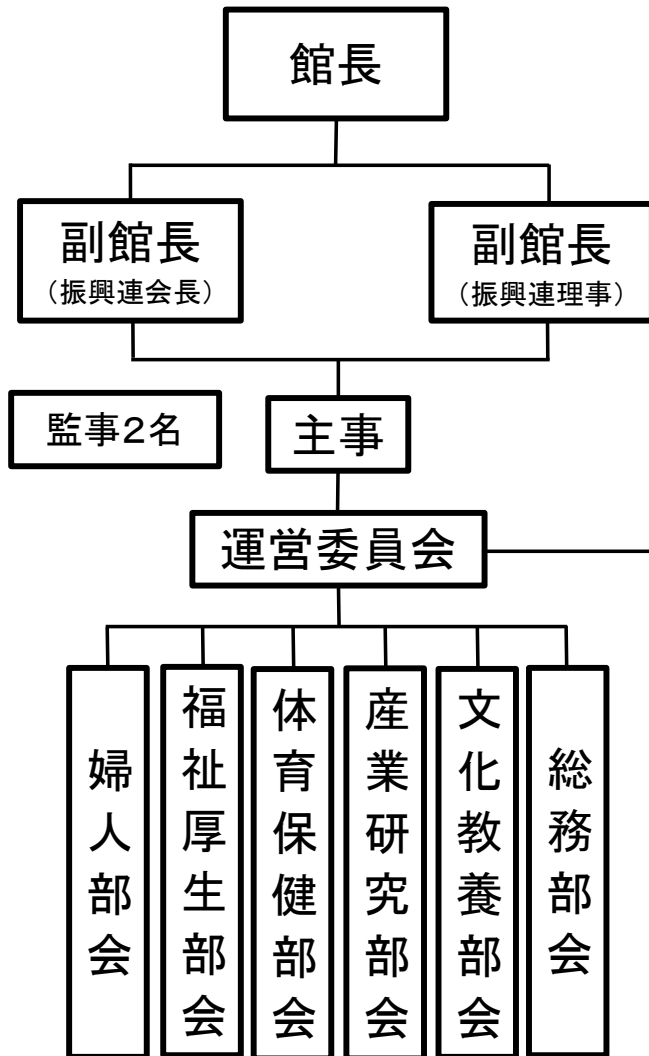 館長
副館長
（振興連会長）
副館長
（振興連理事）
監事２名
主事
運営委員会
婦人部会
福祉厚生部会
体育保健部会
産業研究部会
文化教養部会
総務部会